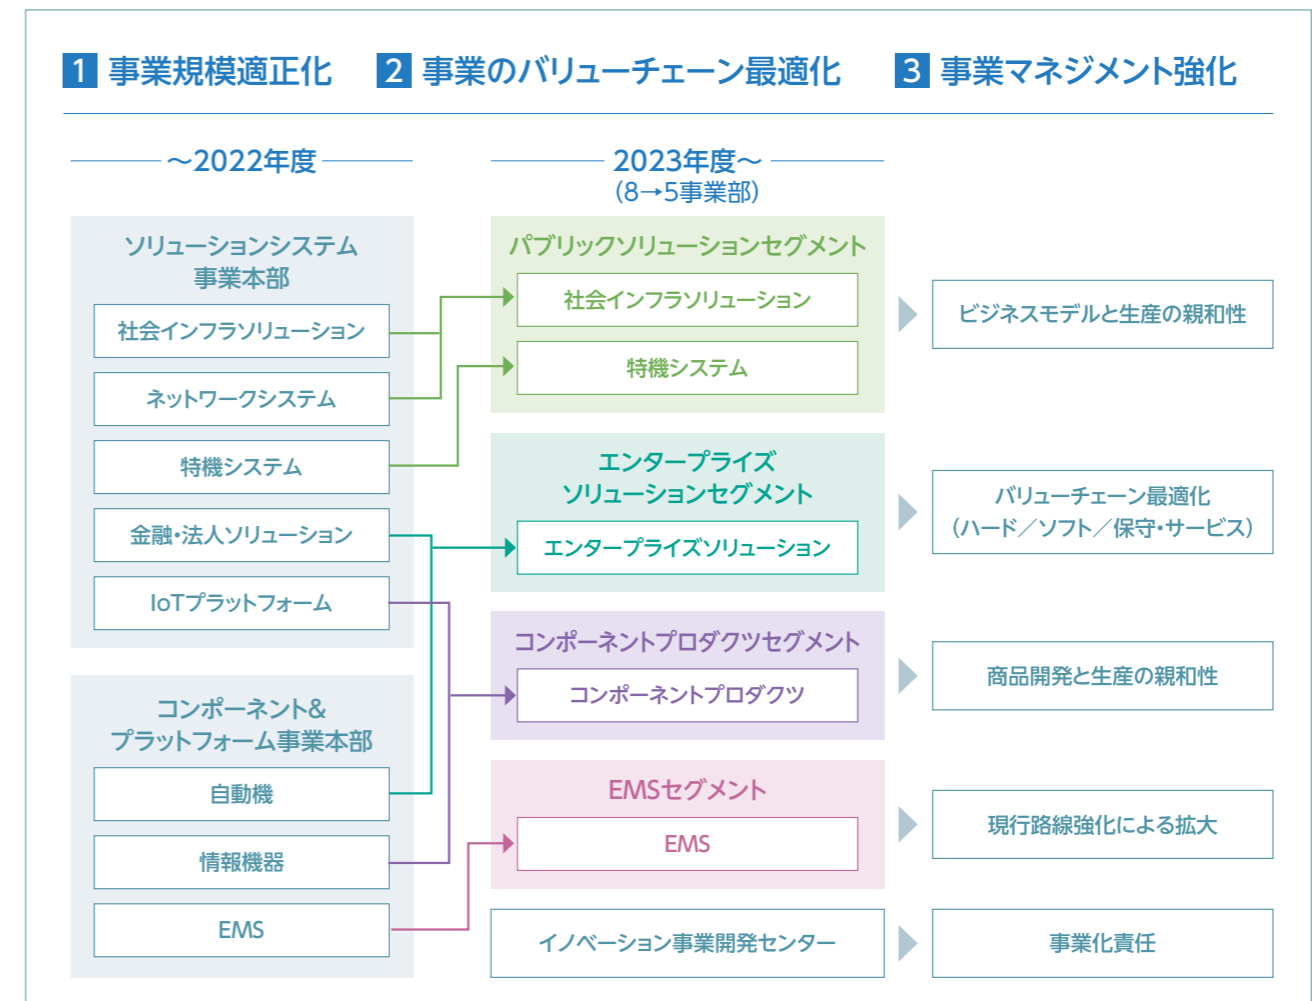 1 事業規模適正化 2 事業のバリューチェーン最適化 3 事業マネジメント強化
～2022年度
ソリューションシステム
事業本部
社会インフラソリューション
ネットワークシステム
特機システム
金融・法人ソリューション
IoTプラットフォーム
コンポーネント&
プラットフォーム事業本部
自動機
情報機器
EMS
2023年度～
（8→5事業部）
パブリックソリューションセグメント
社会インフラソリューション
特機システム
エンタープライズ
ソリューションセグメント
エンタープライズソリューション
コンポーネントプロダクツセグメント
コンポーネントプロダクツ
EMSセグメント
EMS
イノベーション事業開発センター
ビジネスモデルと生産の親和性
バリューチェーン最適化
（ハード／ソフト／保守・サービス）
商品開発と生産の親和性
現行路線強化による拡大
事業化責任